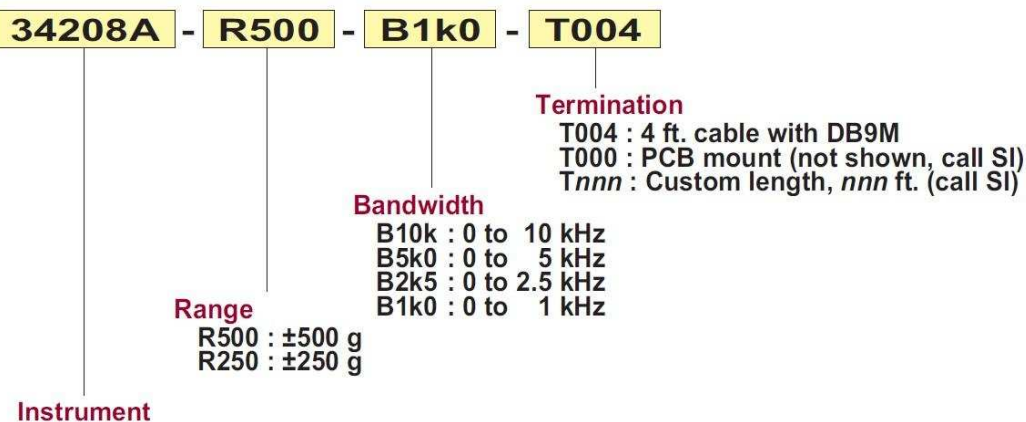 34208A - R500 - B1k0 - T004
Termination
T004 : 4 ft. cable with DB9M
T000 : PCB mount (not shown, call SI)
Tnnn : Custom length, nnn ft. (call SI)
Bandwidth
B10k : 0 to 10 kHz
B5k0 : 0 to 5 kHz
B2k5 : 0 to 2.5 kHz
B1k0 : 0 to 1 kHz
Range
R500 : ±500 g
R250 : ±250 g
Instrument